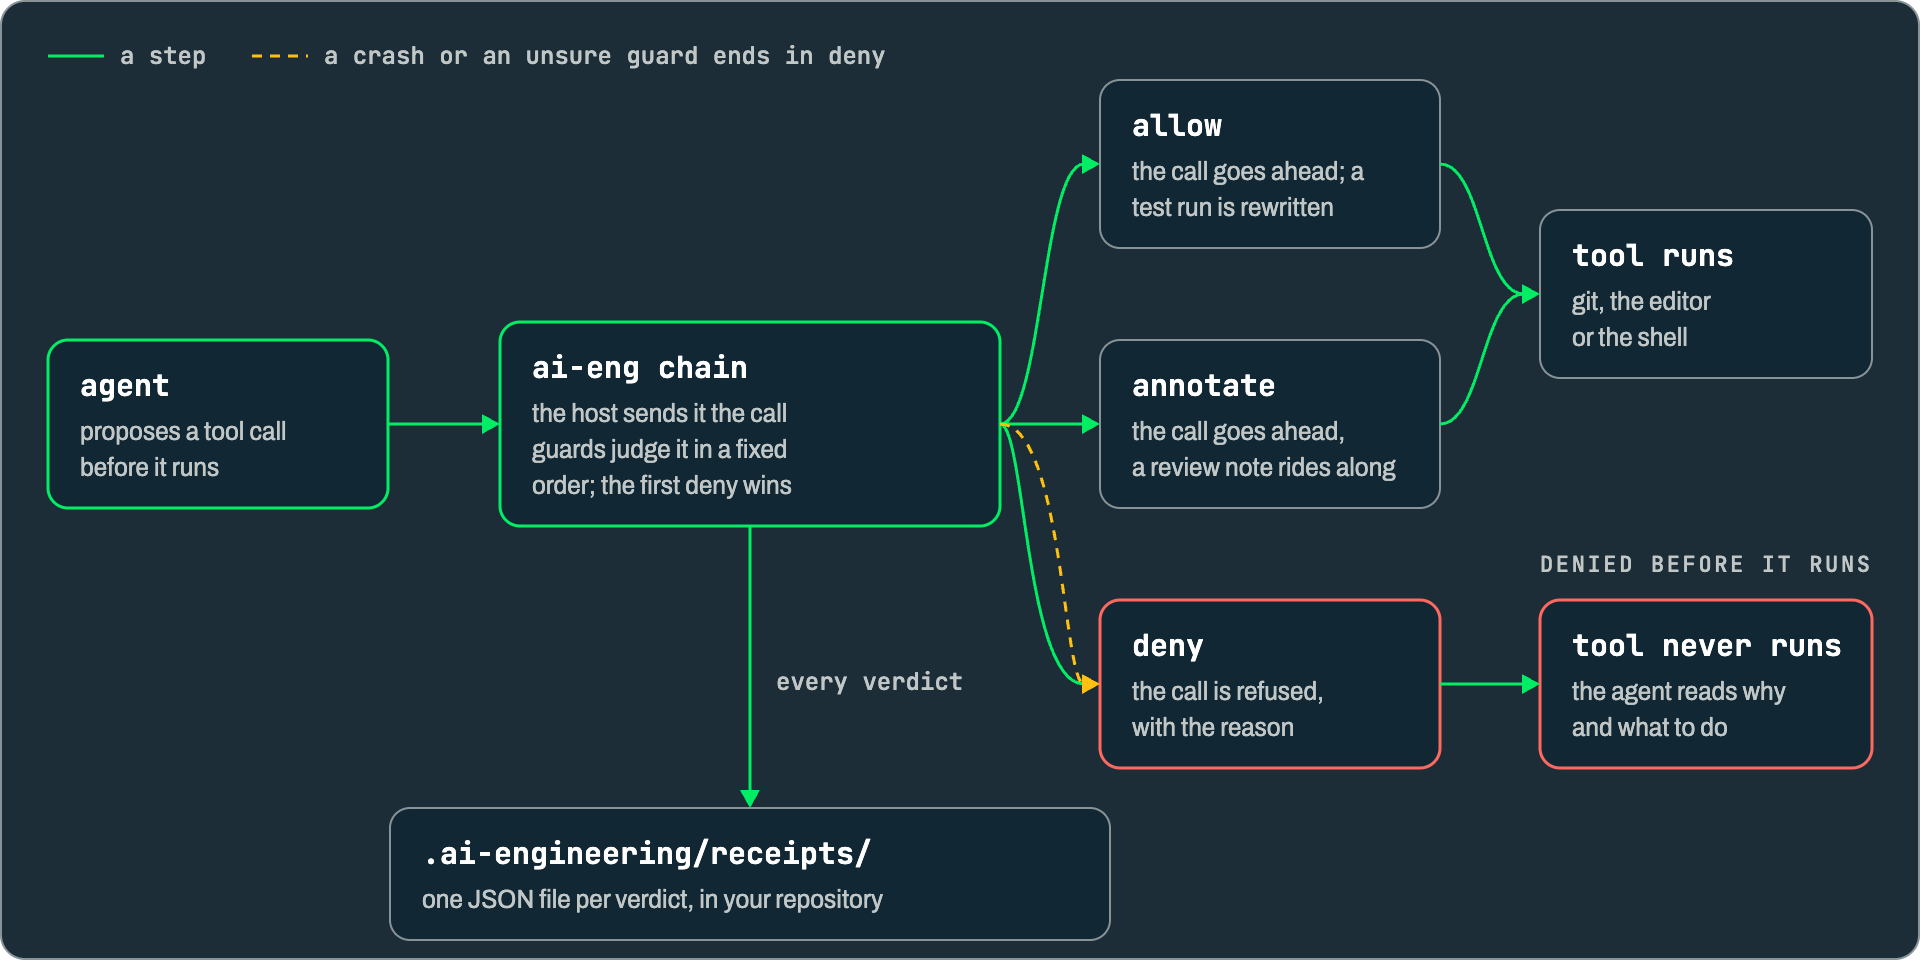 a step
a crash or an unsure guard ends in deny
allow
the call goes ahead; a
test run is rewritten
tool runs
git, the editor
or the shell
agent
proposes a tool call
before it runs
ai-eng chain
the host sends it the call
guards judge it in a fixed
order; the first deny wins
annotate
the call goes ahead,
a review note rides along
DENIED BEFORE IT RUNS
deny
the call is refused,
with the reason
tool never runs
the agent reads why
and what to do
every verdict
.ai-engineering/receipts/
one JSON file per verdict, in your repository